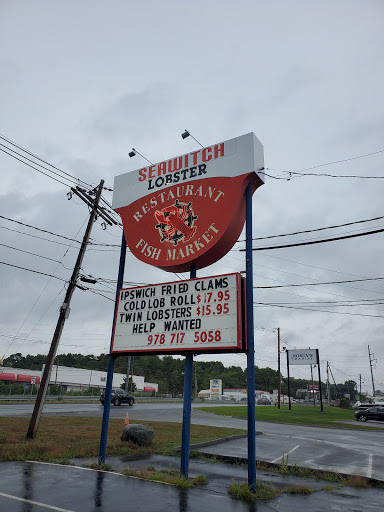 SEAWITCH
LOBSTER
RESTAURANT
FISH MARKET
IPSWICH FRIED CLAMS
COLD LOB ROLL $17.95
TWIN LOBSTERS $15.95
HELP WANTED
978 717 5058